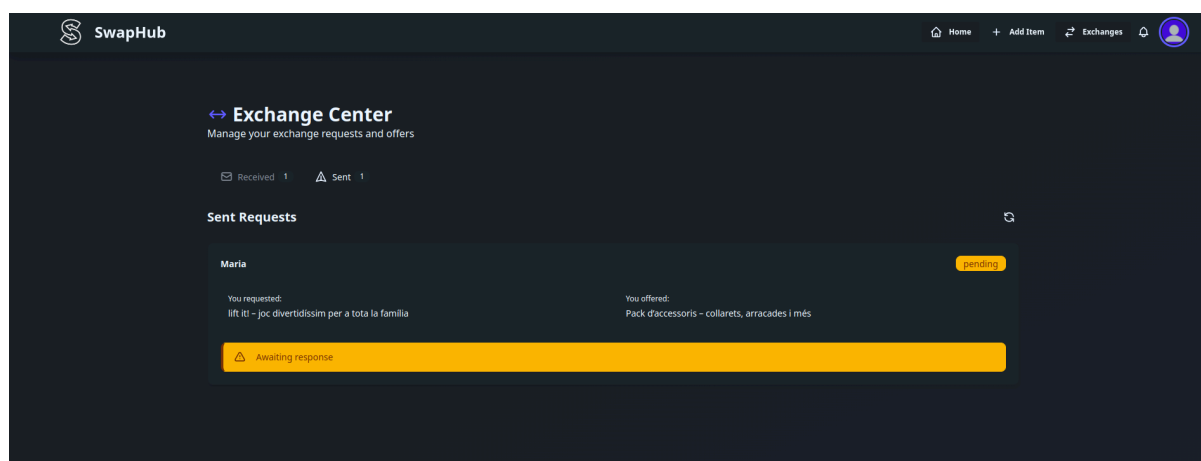 SwapHub
Home
Add Item
Exchanges
Exchange Center
Manage your exchange requests and offers
Received 1
Sent 1
Sent Requests
Maria
pending
You requested:
You offered:
lift it! – joc divertidíssim per a tota la família
Pack d'accessoris – collarets, arracades i més
Awaiting response